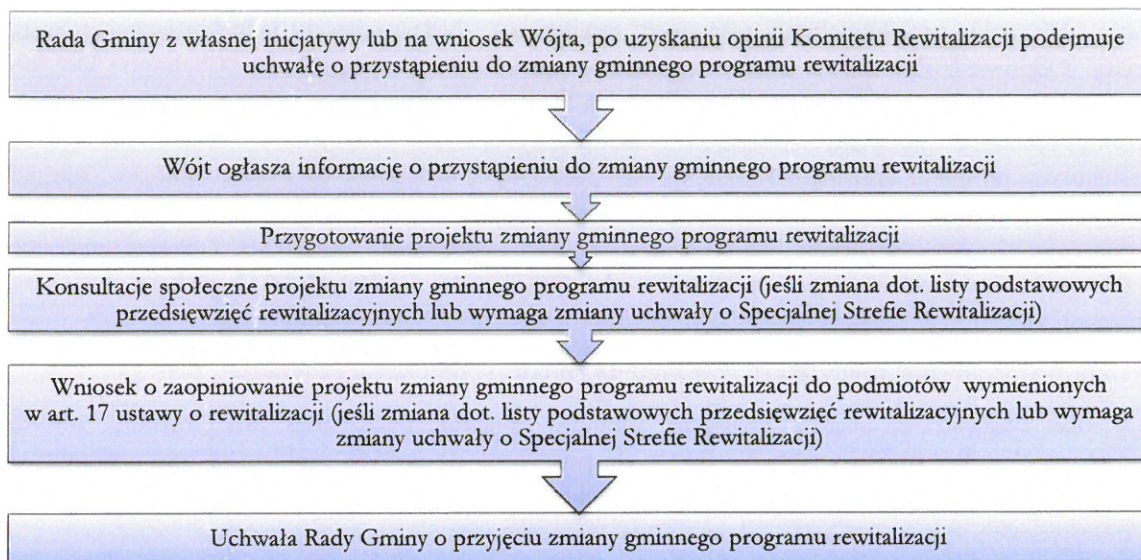 Rada Gminy z własnej inicjatywy lub na wniosek Wójta, po uzyskaniu opinii Komitetu Rewitalizacji podejmuje
uchwałę o przystąpieniu do zmiany gminnego programu rewitalizacji
Wójt ogłasza informację o przystąpieniu do zmiany gminnego programu rewitalizacji
Przygotowanie projektu zmiany gminnego programu rewitalizacji
Konsultacje społeczne projektu zmiany gminnego programu rewitalizacji (jeśli zmiana dot. listy podstawowych
przedsięwzięć rewitalizacyjnych lub wymaga zmiany uchwały o Specjalnej Strefie Rewitalizacji)
Wniosek o zaopiniowanie projektu zmiany gminnego programu rewitalizacji do podmiotów wymienionych
w art. 17 ustawy o rewitalizacji (jeśli zmiana dot. listy podstawowych przedsięwzięć rewitalizacyjnych lub wymaga
zmiany uchwały o Specjalnej Strefie Rewitalizacji)
Uchwała Rady Gminy o przyjęciu zmiany gminnego programu rewitalizacji